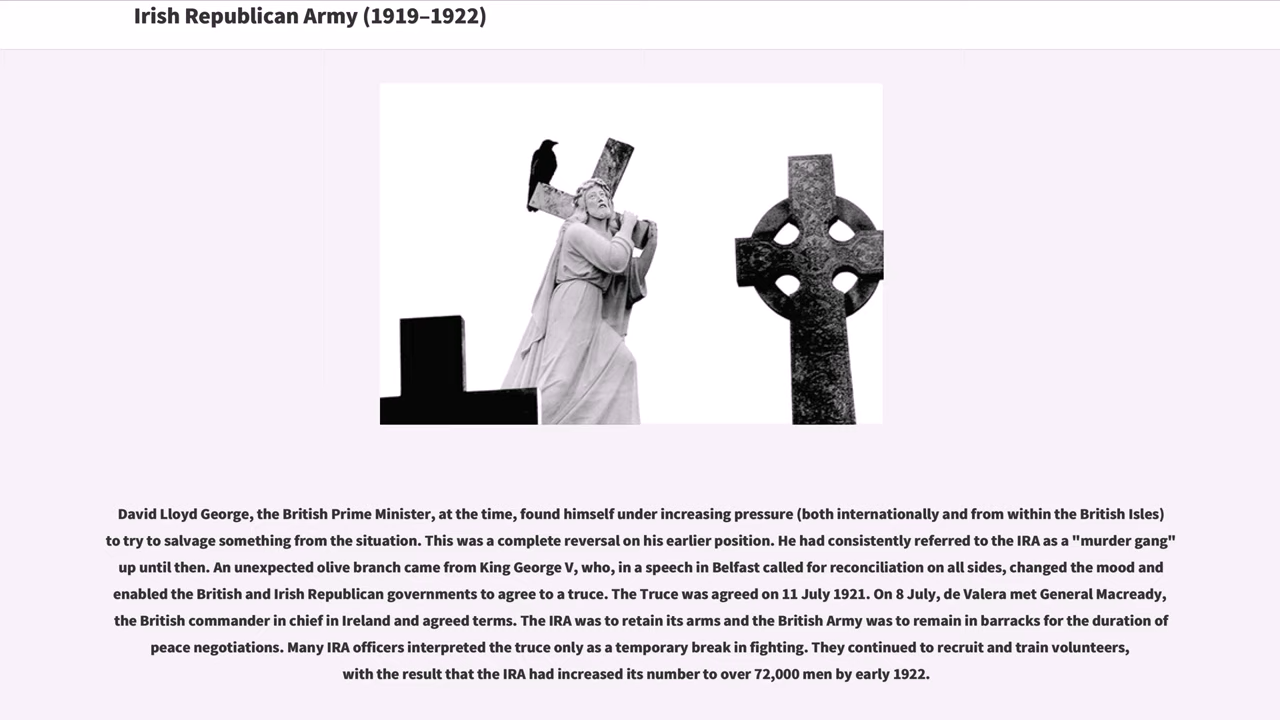 Irish Republican Army (1919–1922)
David Lloyd George, the British Prime Minister, at the time, found himself under increasing pressure (both internationally and from within the British Isles)
to try to salvage something from the situation. This was a complete reversal on his earlier position. He had consistently referred to the IRA as a "murder gang"
up until then. An unexpected olive branch came from King George V, who, in a speech in Belfast called for reconciliation on all sides, changed the mood and
enabled the British and Irish Republican governments to agree to a truce. The Truce was agreed on 11 July 1921. On 8 July, de Valera met General Macready,
the British commander in chief in Ireland and agreed terms. The IRA was to retain its arms and the British Army was to remain in barracks for the duration of
peace negotiations. Many IRA officers interpreted the truce only as a temporary break in fighting. They continued to recruit and train volunteers,
with the result that the IRA had increased its number to over 72,000 men by early 1922.